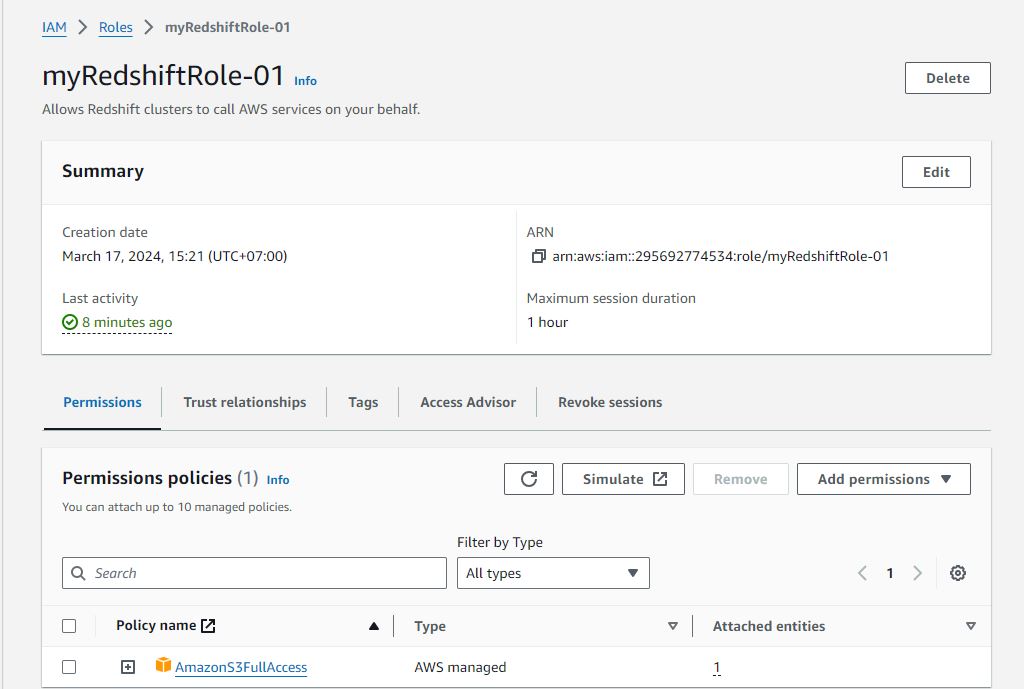 IAM > Roles > myRedshiftRole-01
myRedshiftRole-01 Info
Delete
Allows Redshift clusters to call AWS services on your behalf.
Summary
Edit
Creation date
March 17, 2024, 15:21 (UTC+07:00)
ARN
arn:aws:iam::295692774534:role/myRedshiftRole-01
Last activity
8 minutes ago
Maximum session duration
1 hour
Permissions Trust relationships Tags Access Advisor Revoke sessions
Permissions policies (1) Info
Simulate Remove Add permissions
You can attach up to 10 managed policies.
Filter by Type
Search
All types
1
Policy name Type Attached entities
AmazonS3FullAccess AWS managed 1